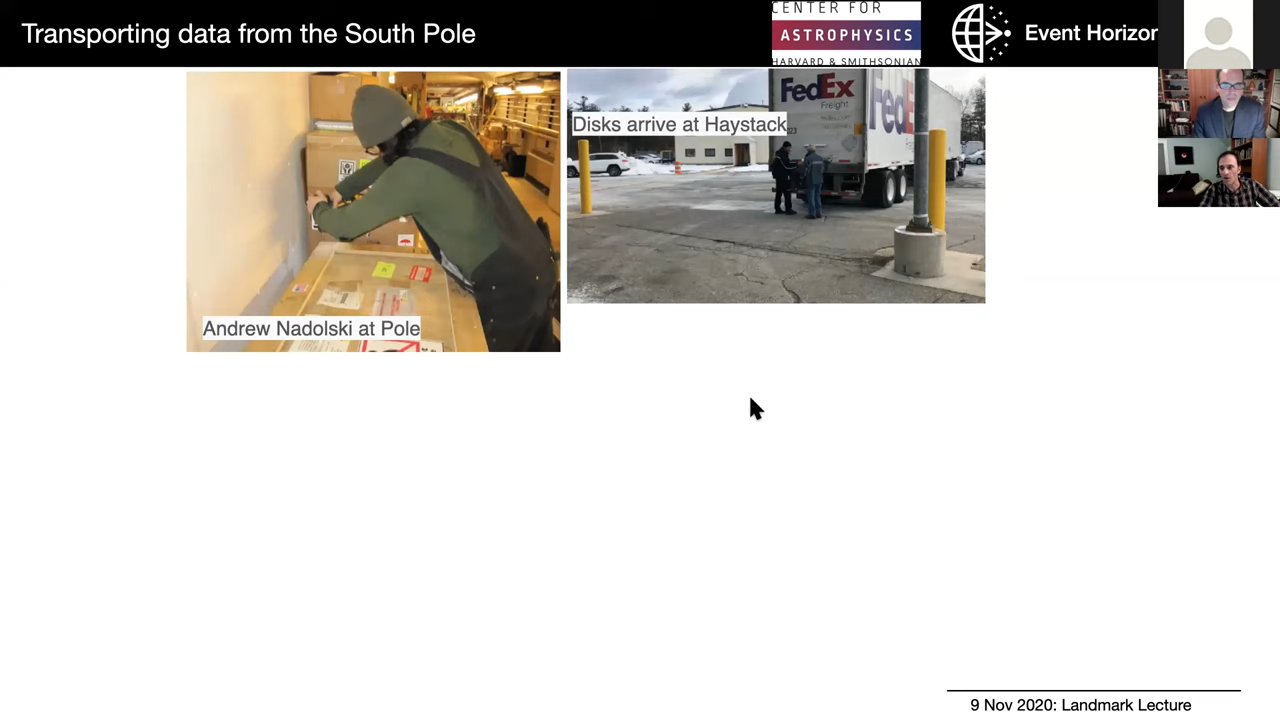 Transporting data from the South Pole
CENTER FOR
ASTROPHYSICS
HARVARD & SMITHSONIAN
Event Horizon
FedEx
Freight
FedE
Disks arrive at Haystack
Andrew Nadolski at Pole
9 Nov 2020: Landmark Lecture